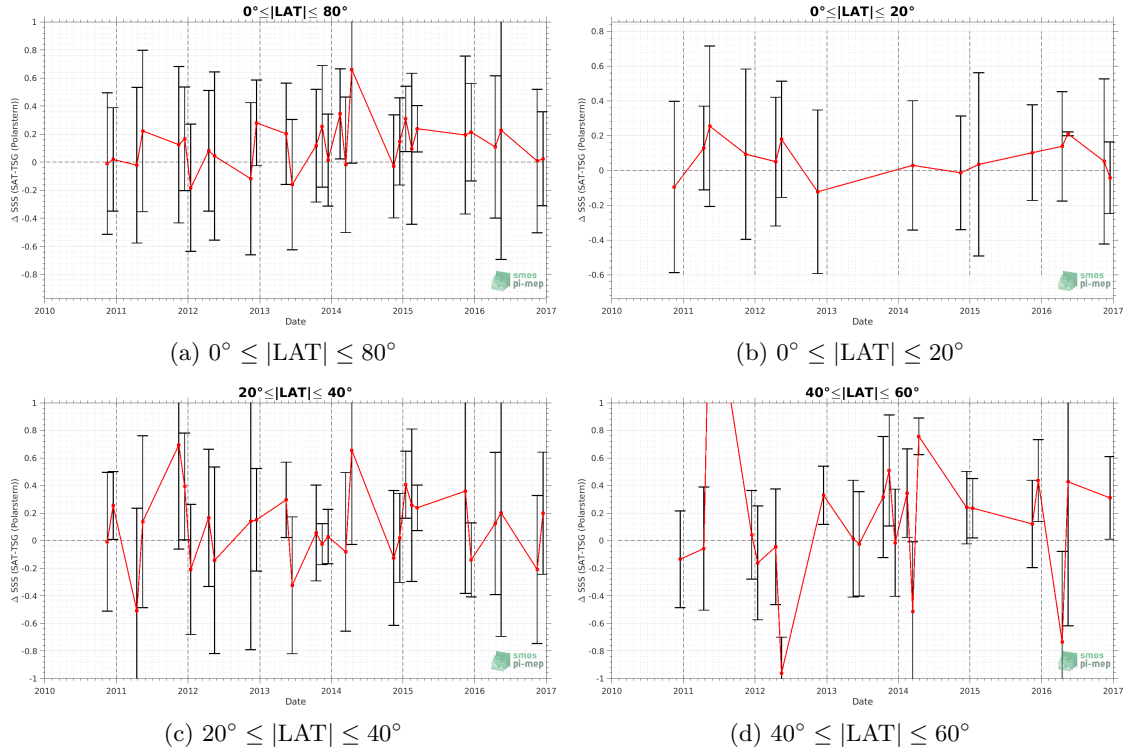 0°≤|LAT|≤ 80°
Δ SSS (SAT-TSG (Polarstern))
1
0.8
0.6
0.4
0.2
0
-0.2
-0.4
-0.6
-0.8
2010 2011 2012 2013 2014 2015 2016 2017
Date
smos
pi-mep
(a) 0° ≤ |LAT| ≤ 80°
0°≤|LAT|≤ 20°
Δ SSS (SAT-TSG (Polarstern))
0.8
0.6
0.4
0.2
0
-0.2
-0.4
-0.6
2010 2011 2012 2013 2014 2015 2016 2017
Date
smos
pi-mep
(b) 0° ≤ |LAT| ≤ 20°
20°≤|LAT|≤ 40°
Δ SSS (SAT-TSG (Polarstern))
1
0.8
0.6
0.4
0.2
0
-0.2
-0.4
-0.6
-0.8
-1
2010 2011 2012 2013 2014 2015 2016 2017
Date
smos
pi-mep
(c) 20° ≤ |LAT| ≤ 40°
40°≤|LAT|≤ 60°
Δ SSS (SAT-TSG (Polarstern))
1
0.8
0.6
0.4
0.2
0
-0.2
-0.4
-0.6
-0.8
-1
2010 2011 2012 2013 2014 2015 2016 2017
Date
smos
pi-mep
(d) 40° ≤ |LAT| ≤ 60°